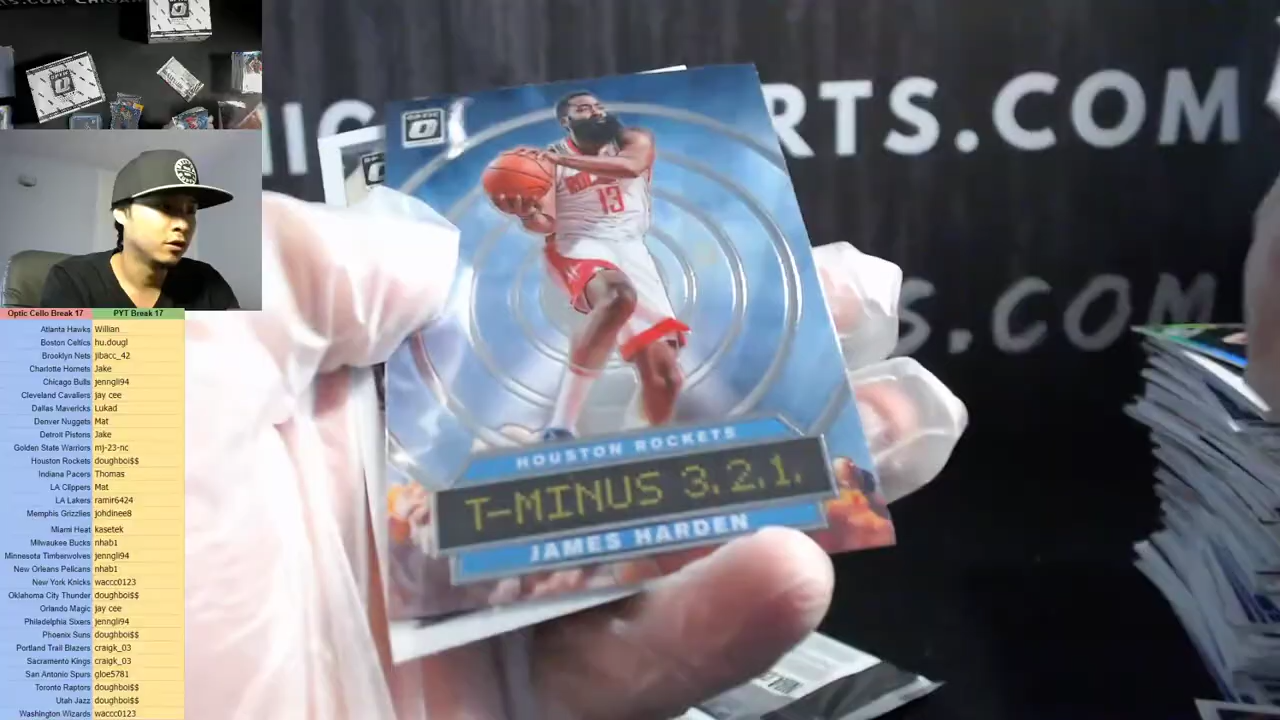 RTS.COM
S.COM
OPTIC
HOUSTON ROCKETS
T-MINUS 3.2.1.
JAMES HARDEN
13
Optic Cello Break 17 PYT Break 17
Atlanta Hawks Willian
Boston Celtics hu.dougl
Brooklyn Nets jibacc_42
Charlotte Hornets Jake
Chicago Bulls jenngli94
Cleveland Cavaliers jay cee
Dallas Mavericks Lukad
Denver Nuggets Mat
Detroit Pistons Jake
Golden State Warriors mj-23-nc
Houston Rockets doughboi$$
Indiana Pacers Thomas
LA Clippers Mat
LA Lakers ramir6424
Memphis Grizzlies johdinee8
Miami Heat kasetek
Milwaukee Bucks nhab1
Minnesota Timberwolves jenngli94
New Orleans Pelicans nhab1
New York Knicks waccc0123
Oklahoma City Thunder doughboi$$
Orlando Magic jay cee
Philadelphia Sixers jenngli94
Phoenix Suns doughboi$$
Portland Trail Blazers craigk_03
Sacramento Kings craigk_03
San Antonio Spurs gloe5781
Toronto Raptors doughboi$$
Utah Jazz doughboi$$
Washington Wizards waccc0123